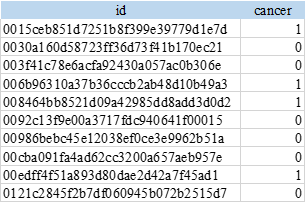 id cancer
0015ceb851d7251b8f399e39779d1e7d 1
0030a160d58723ff36d73f41b170ec21 0
003f41c78e6acfa92430a057ac0b306e 0
006b96310a37b36cccb2ab48d10b49a3 1
008464bb8521d09a42985dd8add3d0d2 1
0092c13f9e00a3717fdc940641f00015 0
00986bebc45e12038ef0ce3e9962b51a 0
00cba091fa4ad62cc3200a657aeb957e 0
00edff4f51a893d80dae2d42a7f45ad1 1
0121c2845f2b7df060945b072b2515d7 0